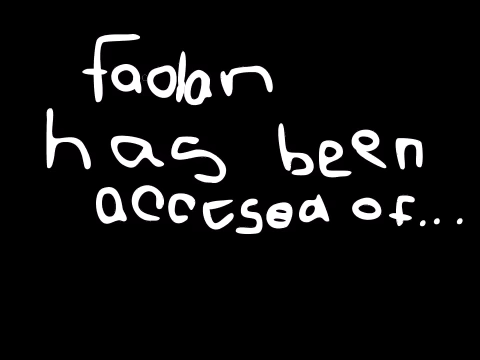 faolan
has been
accused of...